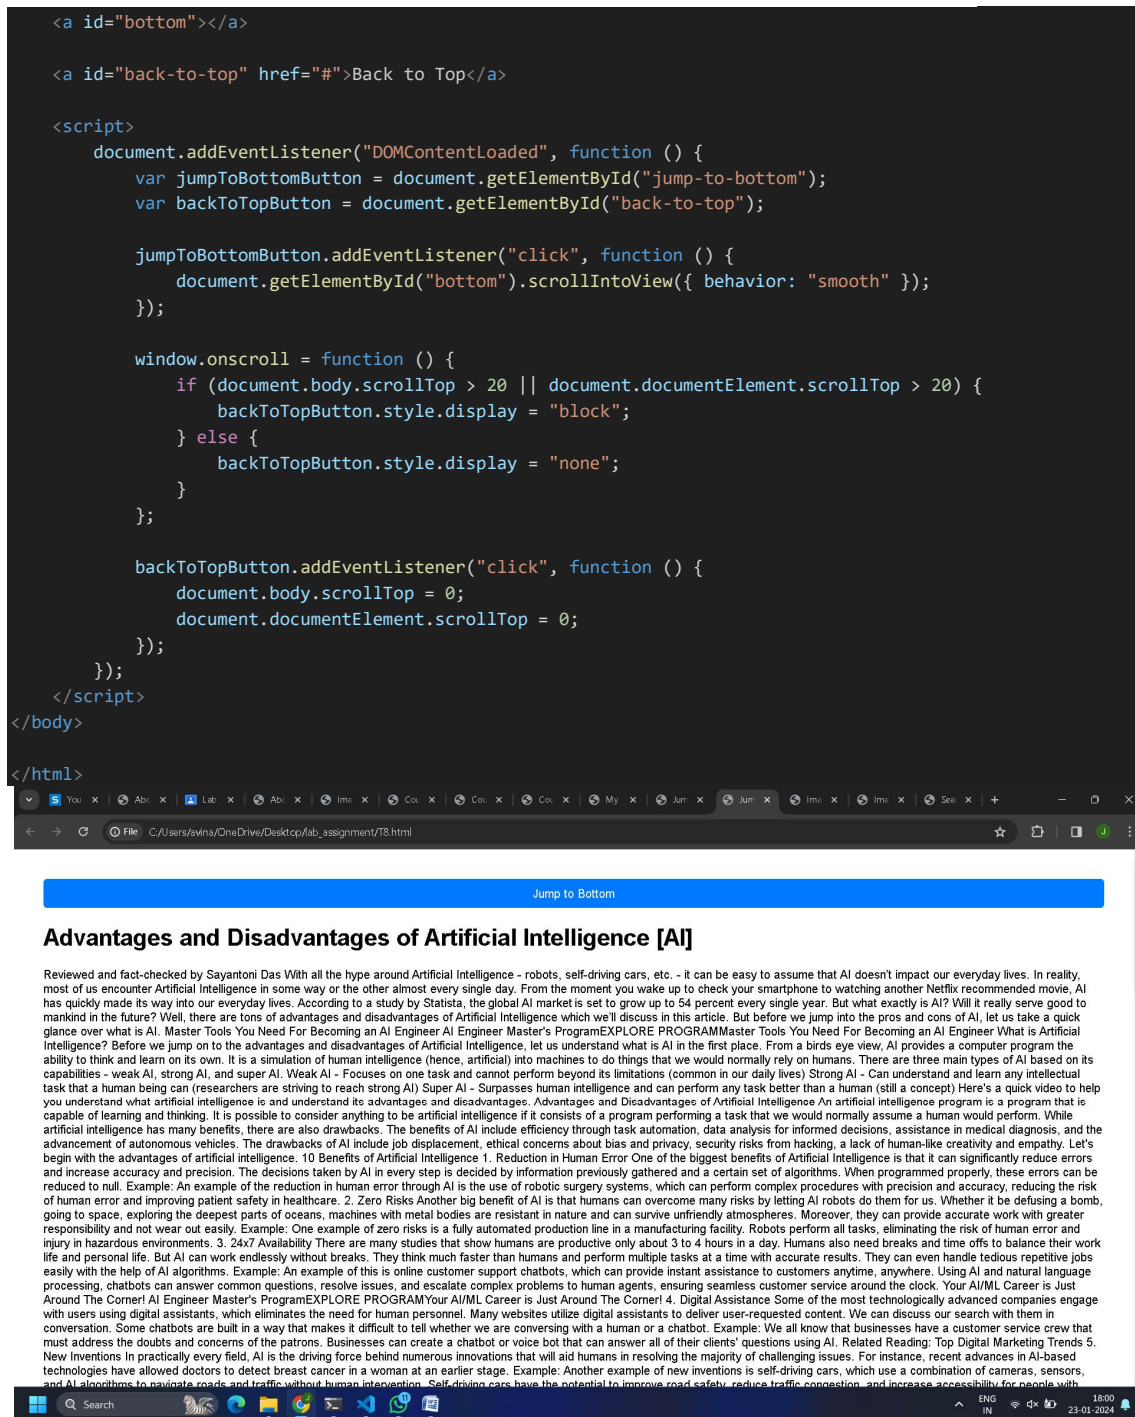 <a id="bottom"></a>
<a id="back-to-top" href="#">Back to Top</a>
<script>
document.addEventListener("DOMContentLoaded", function () {
var jumpToBottomButton = document.getElementById("jump-to-bottom");
var backToTopButton = document.getElementById("back-to-top");
jumpToBottomButton.addEventListener("click", function () {
document.getElementById("bottom").scrollIntoView({ behavior: "smooth" });
});
window.onscroll = function () {
if (document.body.scrollTop > 20 || document.documentElement.scrollTop > 20) {
backToTopButton.style.display = "block";
} else {
backToTopButton.style.display = "none";
}
};
backToTopButton.addEventListener("click", function () {
document.body.scrollTop = 0;
document.documentElement.scrollTop = 0;
});
});
</script>
</body>
</html>
S You Abc Lab Abc Ima Cou Cou Cou My Jum Jum Ima Ima Sea
File C:/Users/avina/OneDrive/Desktop/lab_assignment/T8.html J
Jump to Bottom
Advantages and Disadvantages of Artificial Intelligence [AI]
Reviewed and fact-checked by Sayantoni Das With all the hype around Artificial Intelligence - robots, self-driving cars, etc. - it can be easy to assume that AI doesn't impact our everyday lives. In reality,
most of us encounter Artificial Intelligence in some way or the other almost every single day. From the moment you wake up to check your smartphone to watching another Netflix recommended movie, AI
has quickly made its way into our everyday lives. According to a study by Statista, the global AI market is set to grow up to 54 percent every single year. But what exactly is AI? Will it really serve good to
mankind in the future? Well, there are tons of advantages and disadvantages of Artificial Intelligence which we'll discuss in this article. But before we jump into the pros and cons of AI, let us take a quick
glance over what is AI. Master Tools You Need For Becoming an AI Engineer AI Engineer Master's ProgramEXPLORE PROGRAMMaster Tools You Need For Becoming an AI Engineer What is Artificial
Intelligence? Before we jump on to the advantages and disadvantages of Artificial Intelligence, let us understand what is AI in the first place. From a birds eye view, AI provides a computer program the
ability to think and learn on its own. It is a simulation of human intelligence (hence, artificial) into machines to do things that we would normally rely on humans. There are three main types of AI based on its
capabilities - weak AI, strong AI, and super AI. Weak AI - Focuses on one task and cannot perform beyond its limitations (common in our daily lives) Strong AI - Can understand and learn any intellectual
task that a human being can (researchers are striving to reach strong AI) Super AI - Surpasses human intelligence and can perform any task better than a human (still a concept) Here's a quick video to help
you understand what artificial intelligence is and understand its advantages and disadvantages. Advantages and Disadvantages of Artificial Intelligence An artificial intelligence program is a program that is
capable of learning and thinking. It is possible to consider anything to be artificial intelligence if it consists of a program performing a task that we would normally assume a human would perform. While
artificial intelligence has many benefits, there are also drawbacks. The benefits of AI include efficiency through task automation, data analysis for informed decisions, assistance in medical diagnosis, and the
advancement of autonomous vehicles. The drawbacks of AI include job displacement, ethical concerns about bias and privacy, security risks from hacking, a lack of human-like creativity and empathy. Let's
begin with the advantages of artificial intelligence. 10 Benefits of Artificial Intelligence 1. Reduction in Human Error One of the biggest benefits of Artificial Intelligence is that it can significantly reduce errors
and increase accuracy and precision. The decisions taken by AI in every step is decided by information previously gathered and a certain set of algorithms. When programmed properly, these errors can be
reduced to null. Example: An example of the reduction in human error through AI is the use of robotic surgery systems, which can perform complex procedures with precision and accuracy, reducing the risk
of human error and improving patient safety in healthcare. 2. Zero Risks Another big benefit of AI is that humans can overcome many risks by letting AI robots do them for us. Whether it be defusing a bomb,
going to space, exploring the deepest parts of oceans, machines with metal bodies are resistant in nature and can survive unfriendly atmospheres. Moreover, they can provide accurate work with greater
responsibility and not wear out easily. Example: One example of zero risks is a fully automated production line in a manufacturing facility. Robots perform all tasks, eliminating the risk of human error and
injury in hazardous environments. 3. 24x7 Availability There are many studies that show humans are productive only about 3 to 4 hours in a day. Humans also need breaks and time offs to balance their work
life and personal life. But AI can work endlessly without breaks. They think much faster than humans and perform multiple tasks at a time with accurate results. They can even handle tedious repetitive jobs
easily with the help of AI algorithms. Example: An example of this is online customer support chatbots, which can provide instant assistance to customers anytime, anywhere. Using AI and natural language
processing, chatbots can answer common questions, resolve issues, and escalate complex problems to human agents, ensuring seamless customer service around the clock. Your AI/ML Career is Just
Around The Corner! AI Engineer Master's ProgramEXPLORE PROGRAMYour AI/ML Career is Just Around The Corner! 4. Digital Assistance Some of the most technologically advanced companies engage
with users using digital assistants, which eliminates the need for human personnel. Many websites utilize digital assistants to deliver user-requested content. We can discuss our search with them in
conversation. Some chatbots are built in a way that makes it difficult to tell whether we are conversing with a human or a chatbot. Example: We all know that businesses have a customer service crew that
must address the doubts and concerns of the patrons. Businesses can create a chatbot or voice bot that can answer all of their clients' questions using AI. Related Reading: Top Digital Marketing Trends 5.
New Inventions In practically every field, AI is the driving force behind numerous innovations that will aid humans in resolving the majority of challenging issues. For instance, recent advances in AI-based
technologies have allowed doctors to detect breast cancer in a woman at an earlier stage. Example: Another example of new inventions is self-driving cars, which use a combination of cameras, sensors,
and AI algorithms to navigate roads and traffic without human intervention. Self-driving cars have the potential to improve road safety, reduce traffic congestion, and increase accessibility for people with
Search ENG 18:00
IN 23-01-2024